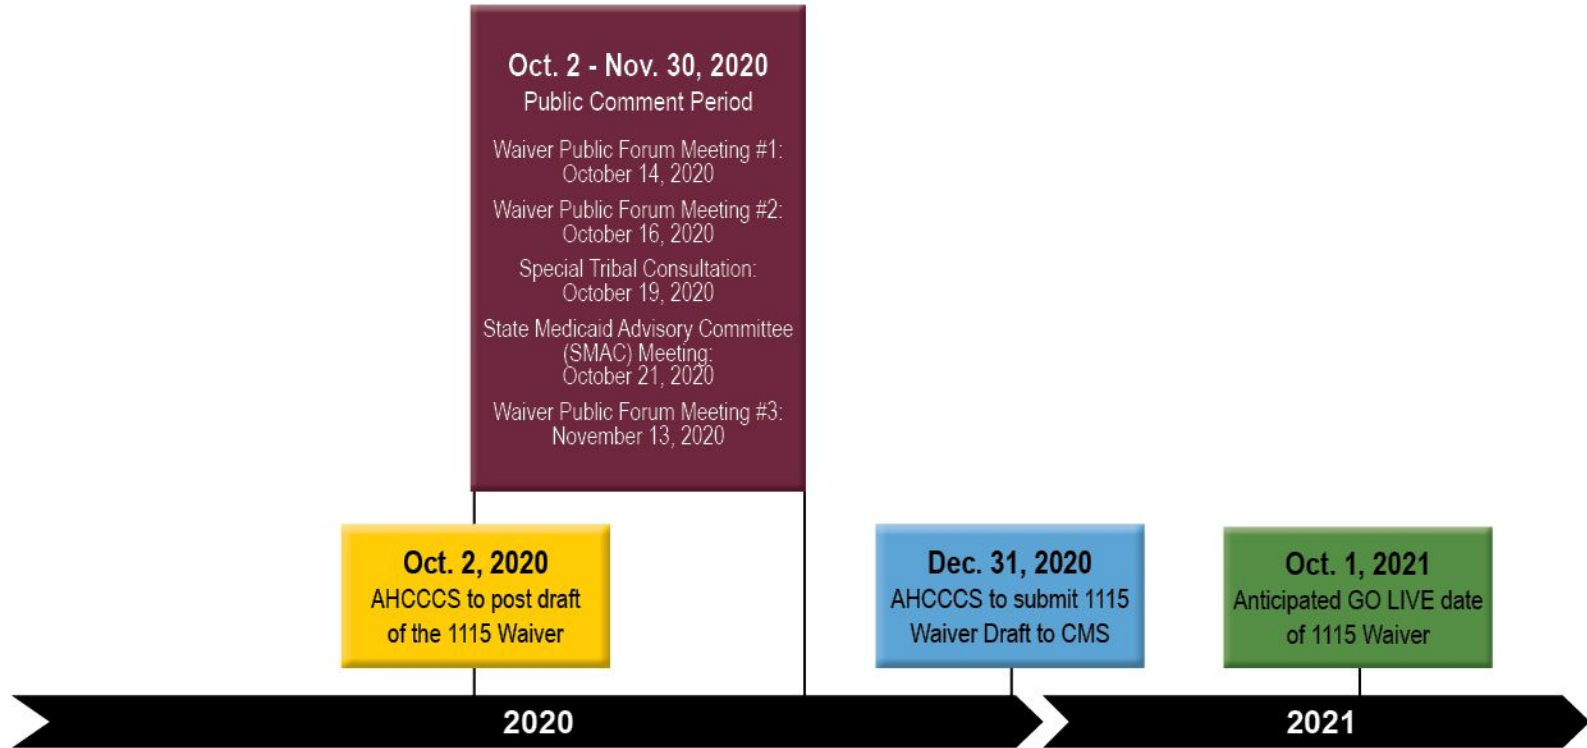 Oct. 2 - Nov. 30, 2020
Public Comment Period
Waiver Public Forum Meeting #1:
October 14, 2020
Waiver Public Forum Meeting #2:
October 16, 2020
Special Tribal Consultation:
October 19, 2020
State Medicaid Advisory Committee
(SMAC) Meeting:
October 21, 2020
Waiver Public Forum Meeting #3:
November 13, 2020
Oct. 2, 2020
AHCCCS to post draft
of the 1115 Waiver
Dec. 31, 2020
AHCCCS to submit 1115
Waiver Draft to CMS
Oct. 1, 2021
Anticipated GO LIVE date
of 1115 Waiver
2020
2021